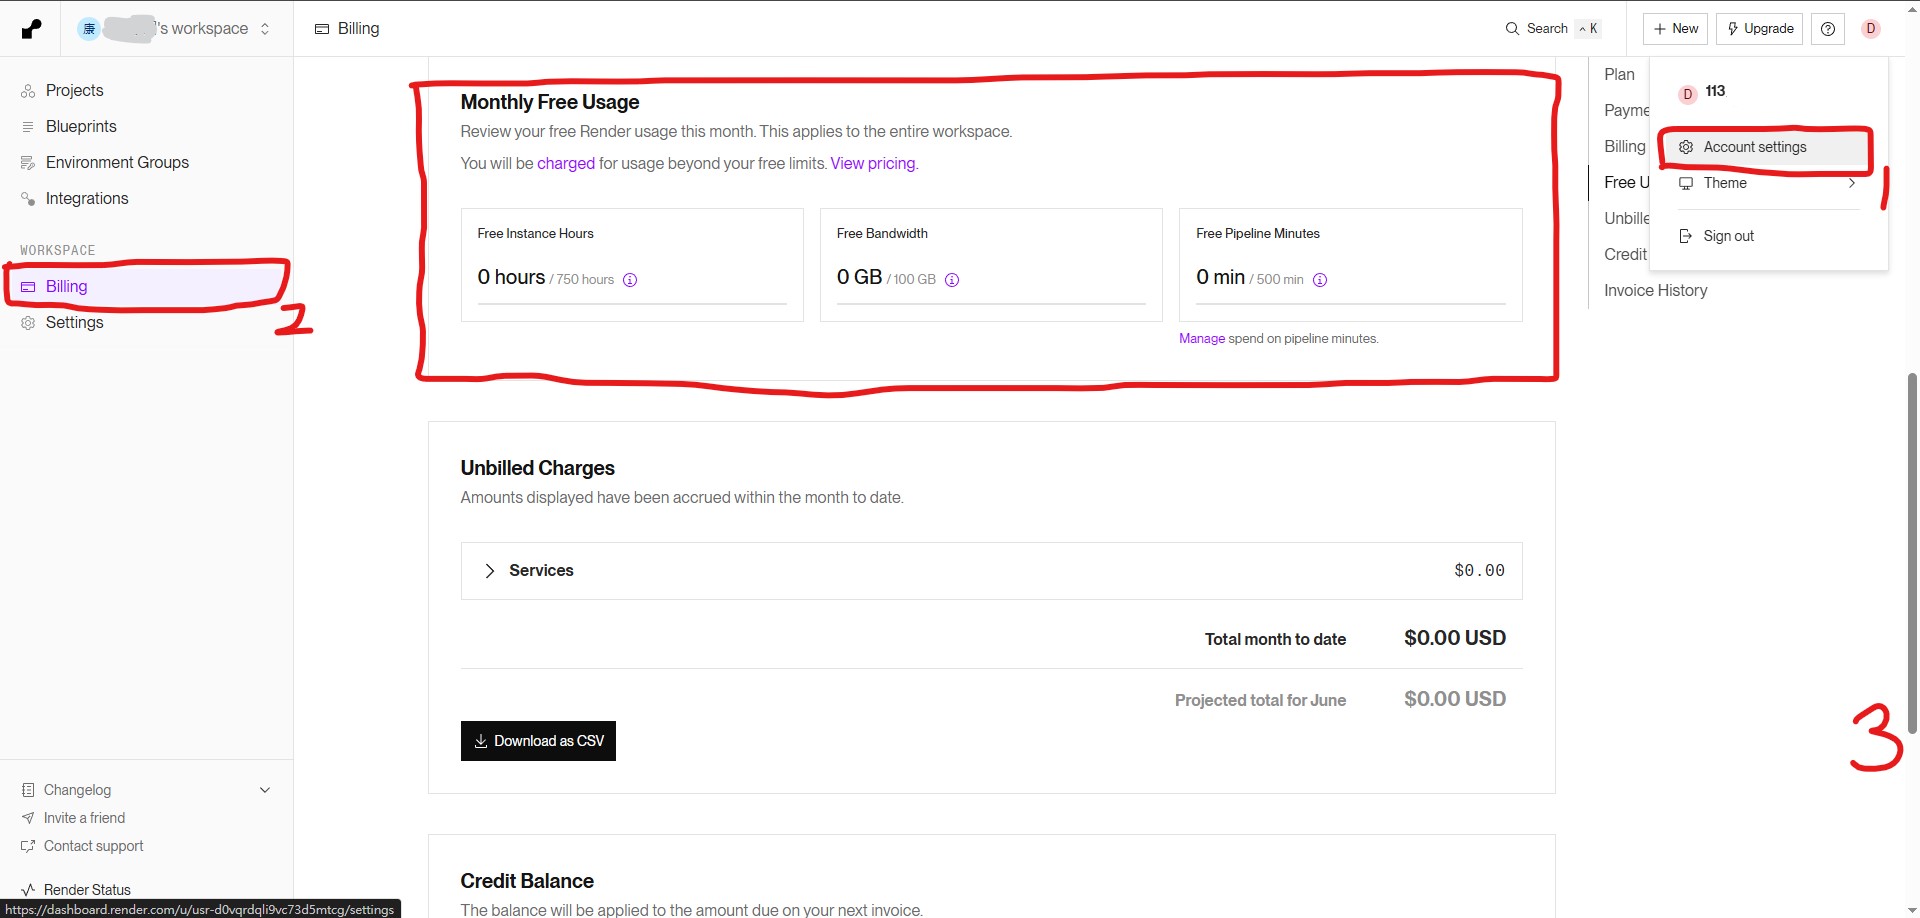 康 's workspace
Billing
Search ^ K
+ New
Upgrade
D
Projects
Blueprints
Environment Groups
Integrations
WORKSPACE
Billing
Settings
2
Changelog
Invite a friend
Contact support
Render Status
https://dashboard.render.com/u/usr-d0vqrdqli9vc73d5mtcg/settings
Monthly Free Usage
Review your free Render usage this month. This applies to the entire workspace.
You will be charged for usage beyond your free limits. View pricing.
Free Instance Hours
0 hours / 750 hours
Free Bandwidth
0 GB / 100 GB
Free Pipeline Minutes
0 min / 500 min
Manage spend on pipeline minutes.
Unbilled Charges
Amounts displayed have been accrued within the month to date.
Services $0.00
Total month to date $0.00 USD
Projected total for June $0.00 USD
Download as CSV
Credit Balance
The balance will be applied to the amount due on your next invoice.
Plan
Payme
Billing
Free U
Unbille
Credit
Invoice History
D 113
Account settings
Theme
Sign out
1
3